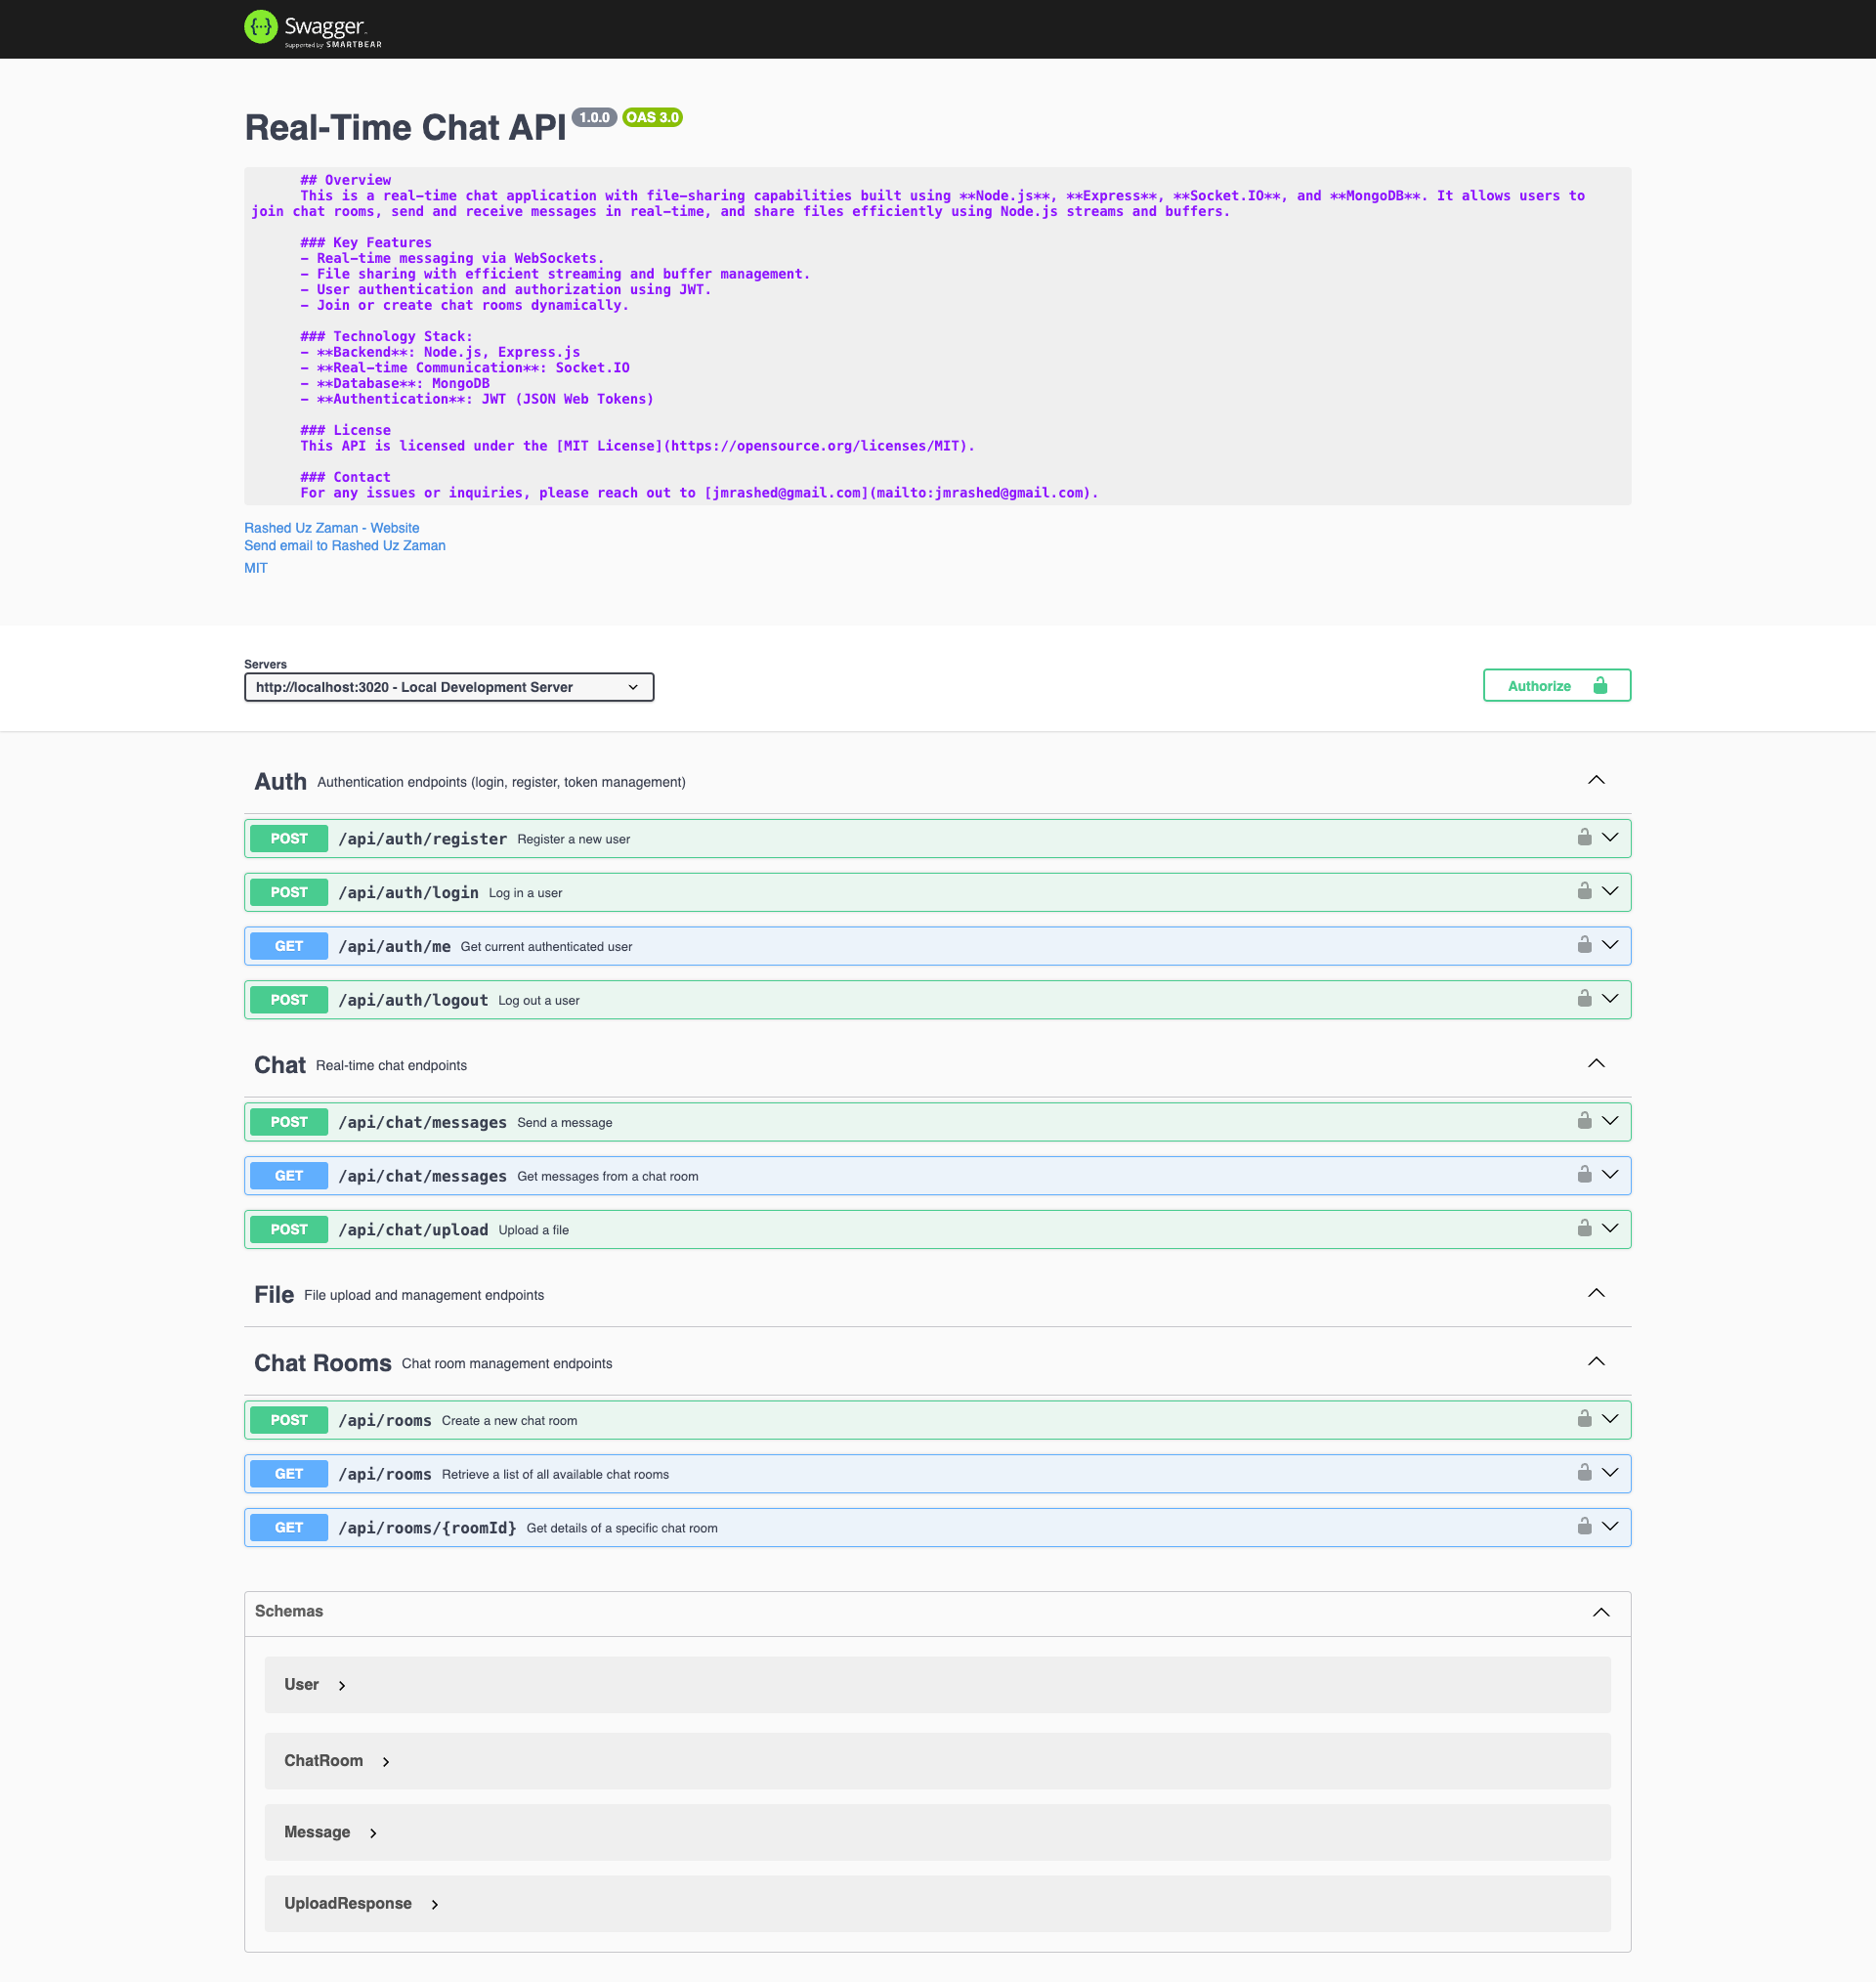 Swagger
Supported by SMARTBEAR
Real-Time Chat API 1.0.0 OAS 3.0
## Overview
This is a real-time chat application with file-sharing capabilities built using **Node.js**, **Express**, **Socket.IO**, and **MongoDB**. It allows users to
join chat rooms, send and receive messages in real-time, and share files efficiently using Node.js streams and buffers.
### Key Features
- Real-time messaging via WebSockets.
- File sharing with efficient streaming and buffer management.
- User authentication and authorization using JWT.
- Join or create chat rooms dynamically.
### Technology Stack:
- **Backend**: Node.js, Express.js
- **Real-time Communication**: Socket.IO
- **Database**: MongoDB
- **Authentication**: JWT (JSON Web Tokens)
### License
This API is licensed under the [MIT License](https://opensource.org/licenses/MIT).
### Contact
For any issues or inquiries, please reach out to [jmrashed@gmail.com](mailto:jmrashed@gmail.com).
Rashed Uz Zaman - Website
Send email to Rashed Uz Zaman
MIT
Servers
http://localhost:3020 - Local Development Server
Authorize
Auth Authentication endpoints (login, register, token management)
POST /api/auth/register Register a new user
POST /api/auth/login Log in a user
GET /api/auth/me Get current authenticated user
POST /api/auth/logout Log out a user
Chat Real-time chat endpoints
POST /api/chat/messages Send a message
GET /api/chat/messages Get messages from a chat room
POST /api/chat/upload Upload a file
File File upload and management endpoints
Chat Rooms Chat room management endpoints
POST /api/rooms Create a new chat room
GET /api/rooms Retrieve a list of all available chat rooms
GET /api/rooms/{roomId} Get details of a specific chat room
Schemas
User
ChatRoom
Message
UploadResponse